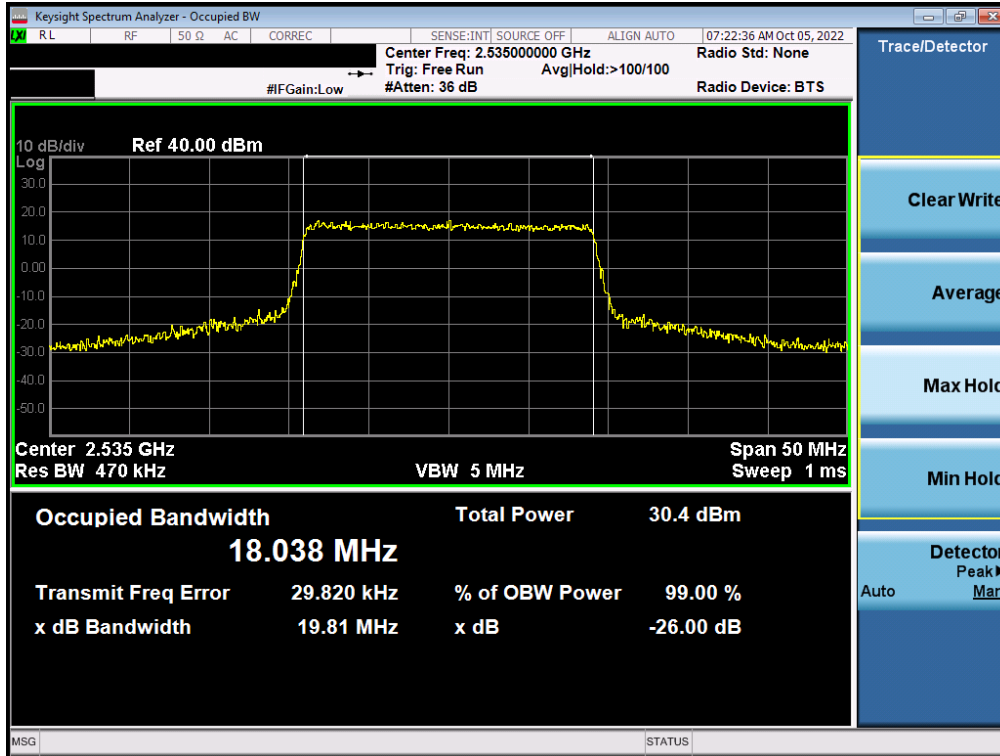 Keysight Spectrum Analyzer - Occupied BW
LXI RL RF 50 Ω AC CORREC SENSE:INT SOURCE OFF ALIGN AUTO 07:22:36 AM Oct 05, 2022
Center Freq: 2.535000000 GHz Radio Std: None
Trig: Free Run Avg|Hold:>100/100
#IFGain:Low #Atten: 36 dB Radio Device: BTS
Trace/Detector
10 dB/div Ref 40.00 dBm
Log
30.0
20.0
10.0
0.00
-10.0
-20.0
-30.0
-40.0
-50.0
Center 2.535 GHz Span 50 MHz
Res BW 470 kHz VBW 5 MHz Sweep 1 ms
Occupied Bandwidth Total Power 30.4 dBm
18.038 MHz
Transmit Freq Error 29.820 kHz % of OBW Power 99.00 %
x dB Bandwidth 19.81 MHz x dB -26.00 dB
Clear Write
Average
Max Hold
Min Hold
Detector
Peak
Auto Man
MSG STATUS